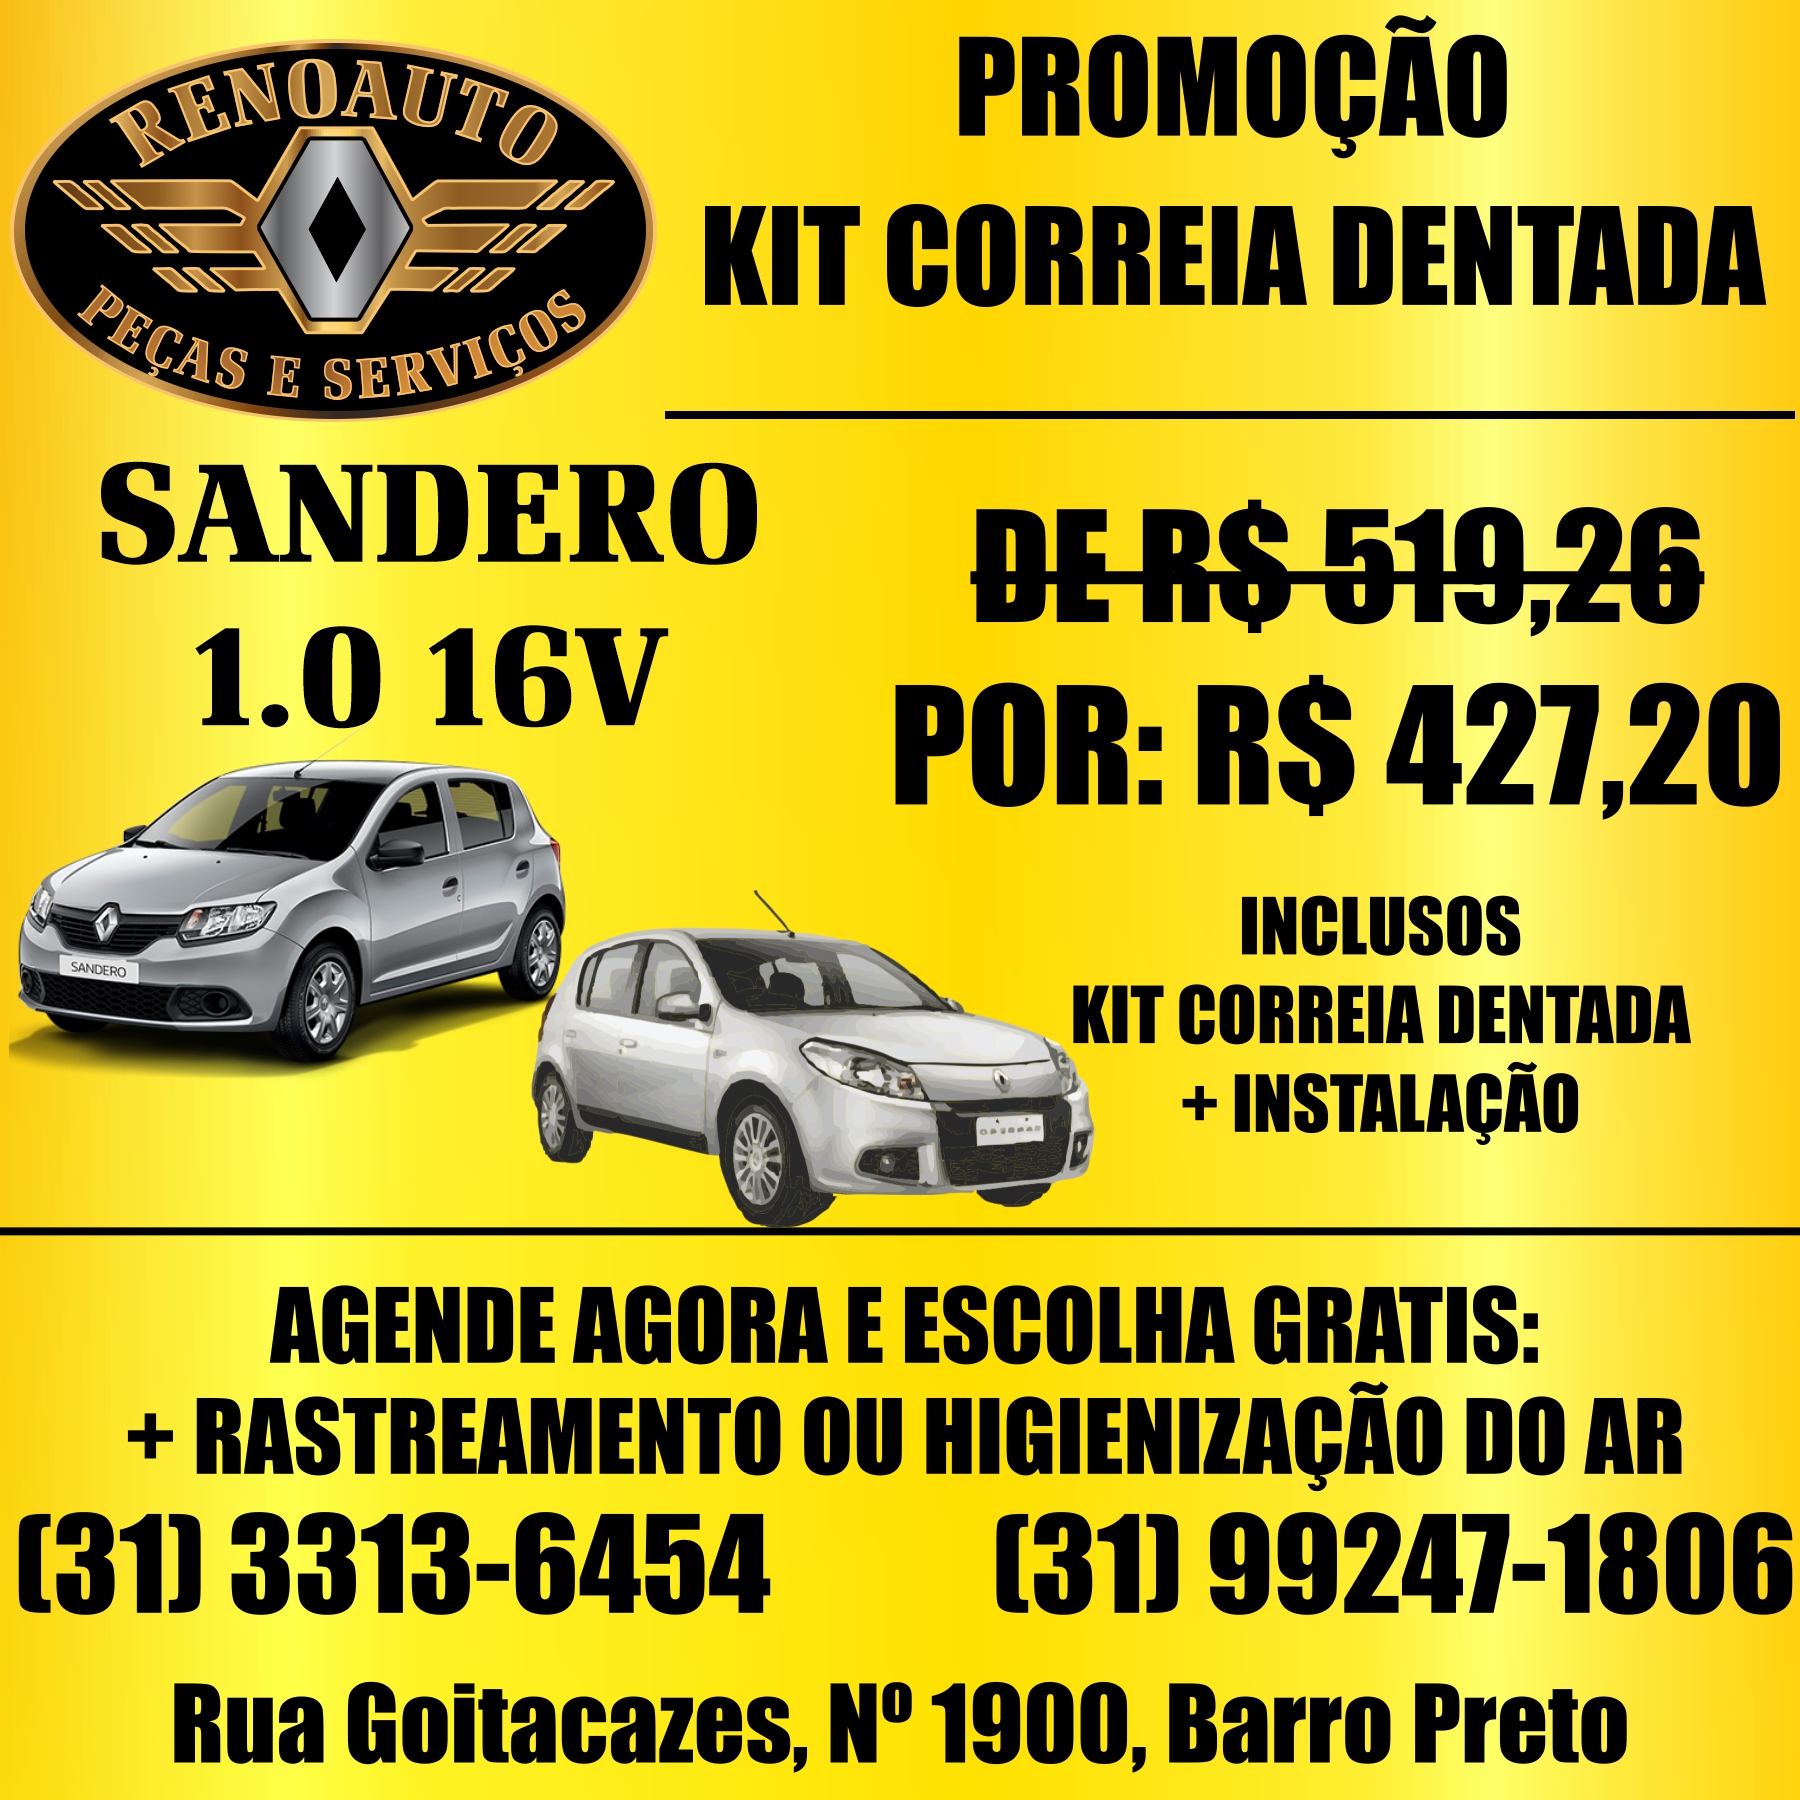 RENOAUTO
PEÇAS E SERVIÇOS
PROMOÇÃO
KIT CORREIA DENTADA
SANDERO
1.0 16V
DE R$ 519,26
POR: R$ 427,20
SANDERO
INCLUSOS
KIT CORREIA DENTADA
+ INSTALAÇÃO
AGENDE AGORA E ESCOLHA GRATIS:
+ RASTREAMENTO OU HIGIENIZAÇÃO DO AR
(31) 3313-6454 (31) 99247-1806
Rua Goitacazes, Nº 1900, Barro Preto